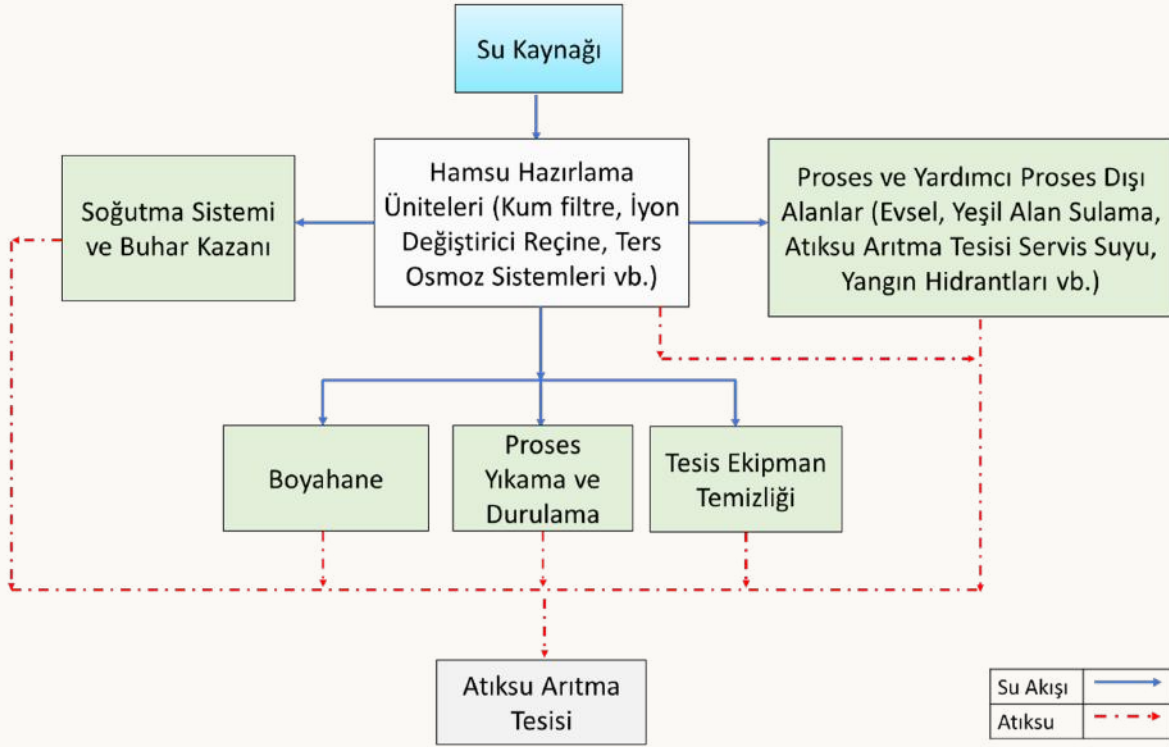 Su Kaynağı
Hamsu Hazırlama
Üniteleri (Kum filtre, İyon
Değiştirici Reçine, Ters
Osmoz Sistemleri vb.)
Soğutma Sistemi
ve Buhar Kazanı
Proses ve Yardımcı Proses Dışı
Alanlar (Evsel, Yeşil Alan Sulama,
Atıksu Arıtma Tesisi Servis Suyu,
Yangın Hidrantları vb.)
Boyahane
Proses
Yıkama ve
Durulama
Tesis Ekipman
Temizliği
Atıksu Arıtma
Tesisi
Su Akışı
Atıksu